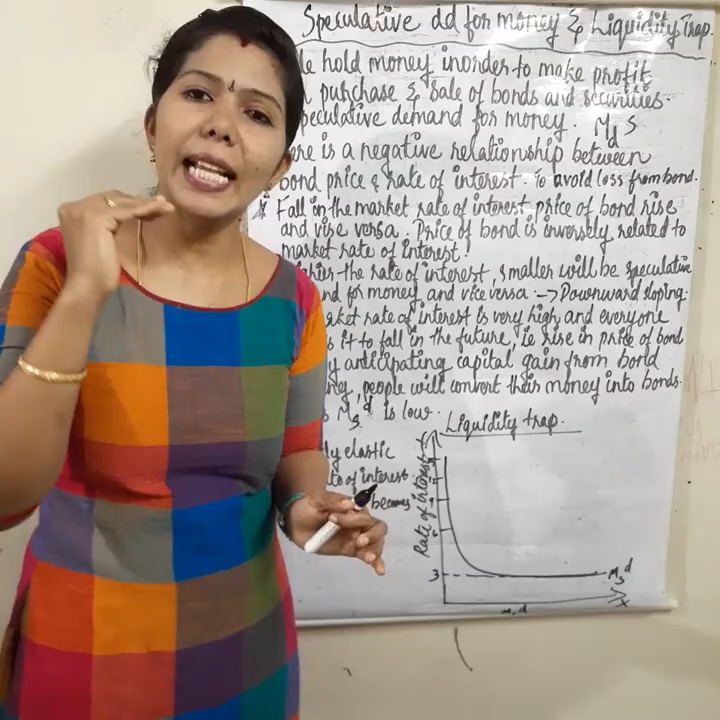 Speculative dd for money & Liquidity Trap.
hold money inorder to make profit
purchase & sale of bonds and securities.
speculative demand for money. Mds
is a negative relationship between
bond price & rate of interest. To avoid loss from bond.
* Fall in the market rate of interest, price of bond rise
and vise versa. Price of bond is inversbly related to
market rate of interest.
the rate of interest, smaller will be speculative
for money and vice versa. → Downward sloping.
rate of interest is very high and everyone
it to fall in the future, ie rise in price of bond
anticipating capital gain from bond
people will convert their money into bonds.
Msd is low.
Liquidity trap.
elastic
of interest
becomes
Rate of interest
3
Msd
X